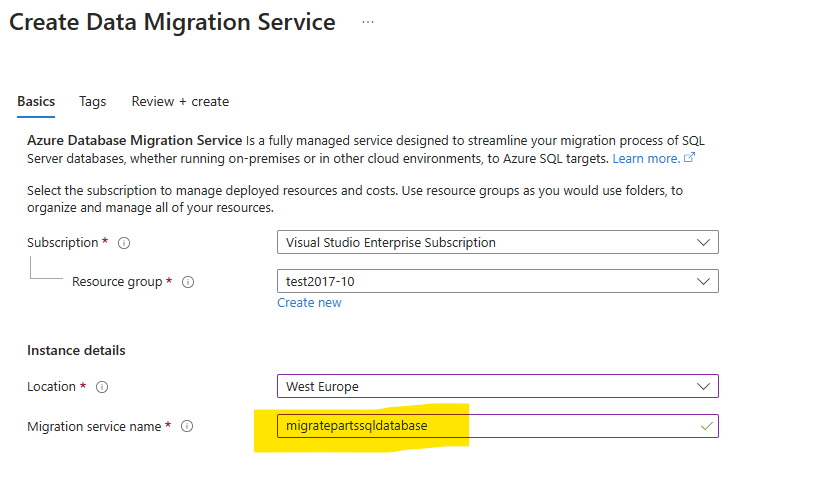 Create Data Migration Service ...
Basics Tags Review + create
Azure Database Migration Service Is a fully managed service designed to streamline your migration process of SQL
Server databases, whether running on-premises or in other cloud environments, to Azure SQL targets. Learn more.
Select the subscription to manage deployed resources and costs. Use resource groups as you would use folders, to
organize and manage all of your resources.
Subscription * Visual Studio Enterprise Subscription
Resource group * test2017-10
Create new
Instance details
Location * West Europe
Migration service name * migratepartssqldatabase